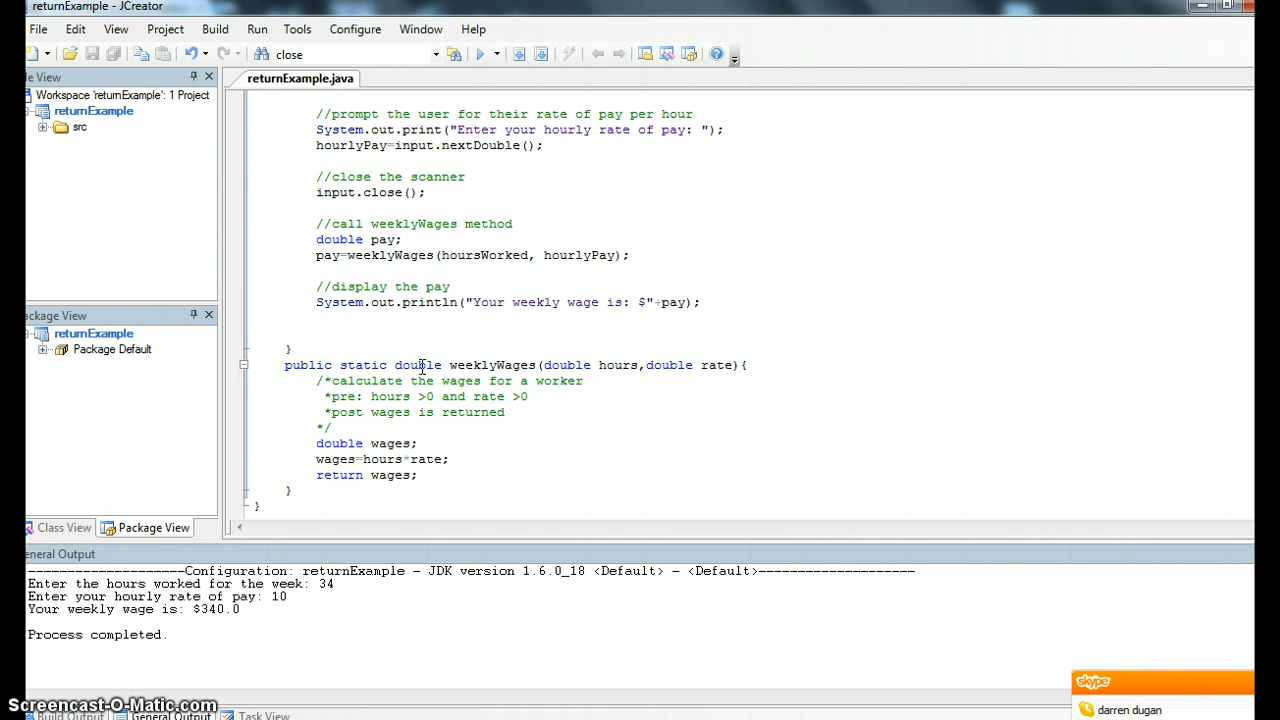 returnExample - JCreator
File Edit View Project Build Run Tools Configure Window Help
close
le View
returnExample.java
Workspace 'returnExample': 1 Project
returnExample
src
//prompt the user for their rate of pay per hour
System.out.print("Enter your hourly rate of pay: ");
hourlyPay=input.nextDouble();
//close the scanner
input.close();
//call weeklyWages method
double pay;
pay=weeklyWages(hoursWorked, hourlyPay);
//display the pay
System.out.println("Your weekly wage is: $"+pay);
}
ackage View
returnExample
Package Default
public static double weeklyWages(double hours,double rate){
/*calculate the wages for a worker
*pre: hours >0 and rate >0
*post wages is returned
*/
double wages;
wages=hours*rate;
return wages;
}
}
Class View Package View
eneral Output
--------------------Configuration: returnExample - JDK version 1.6.0_18 <Default> - <Default>--------------------
Enter the hours worked for the week: 34
Enter your hourly rate of pay: 10
Your weekly wage is: $340.0
Process completed.
skype
darren dugan
Screencast-O-Matic.com
Build Output General Output Task View